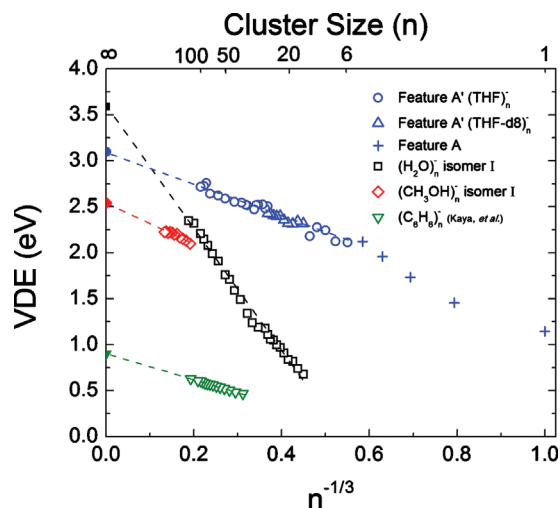 Cluster Size (n)
∞ 100 50 20 6 1
4.0
3.5
3.0
2.5
2.0
1.5
1.0
0.5
0.0
VDE (eV)
Feature A' (THF)⁻ₙ
Feature A' (THF-d8)⁻ₙ
Feature A
(H₂O)⁻ₙ isomer I
(CH₃OH)⁻ₙ isomer I
(C₆H₆)⁻ₙ (Kaya, et al.)
0.0 0.2 0.4 0.6 0.8 1.0
n⁻¹/³